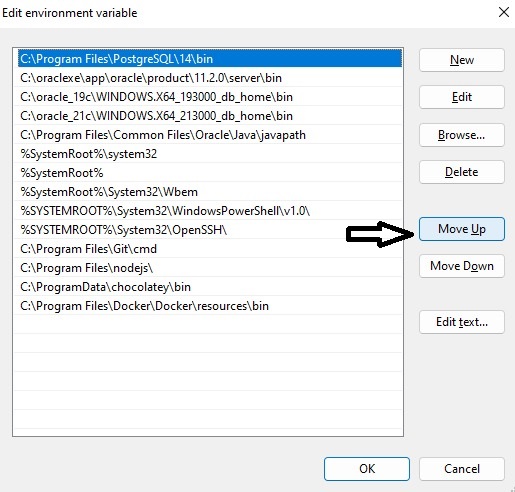 Edit environment variable
C:\Program Files\PostgreSQL\14\bin
C:\oraclexe\app\oracle\product\11.2.0\server\bin
C:\oracle_19c\WINDOWS.X64_193000_db_home\bin
C:\oracle_21c\WINDOWS.X64_213000_db_home\bin
C:\Program Files\Common Files\Oracle\Java\javapath
%SystemRoot%\system32
%SystemRoot%
%SystemRoot%\System32\Wbem
%SYSTEMROOT%\System32\WindowsPowerShell\v1.0\
%SYSTEMROOT%\System32\OpenSSH\
C:\Program Files\Git\cmd
C:\Program Files\nodejs\
C:\ProgramData\chocolatey\bin
C:\Program Files\Docker\Docker\resources\bin
New
Edit
Browse...
Delete
Move Up
Move Down
Edit text...
OK
Cancel